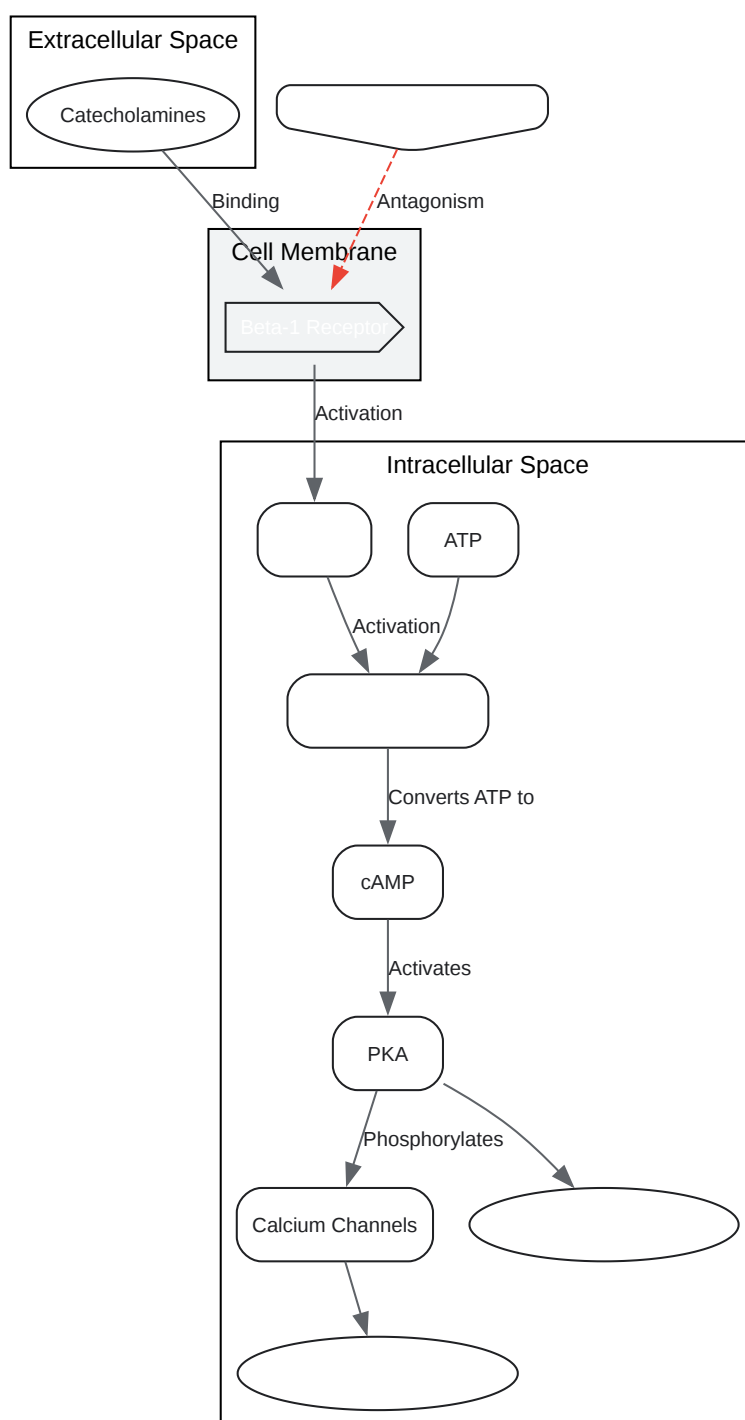 Extracellular Space
Catecholamines
Binding
Antagonism
Cell Membrane
Beta-1 Receptor
Activation
Intracellular Space
ATP
Activation
Converts ATP to
cAMP
Activates
PKA
Phosphorylates
Calcium Channels